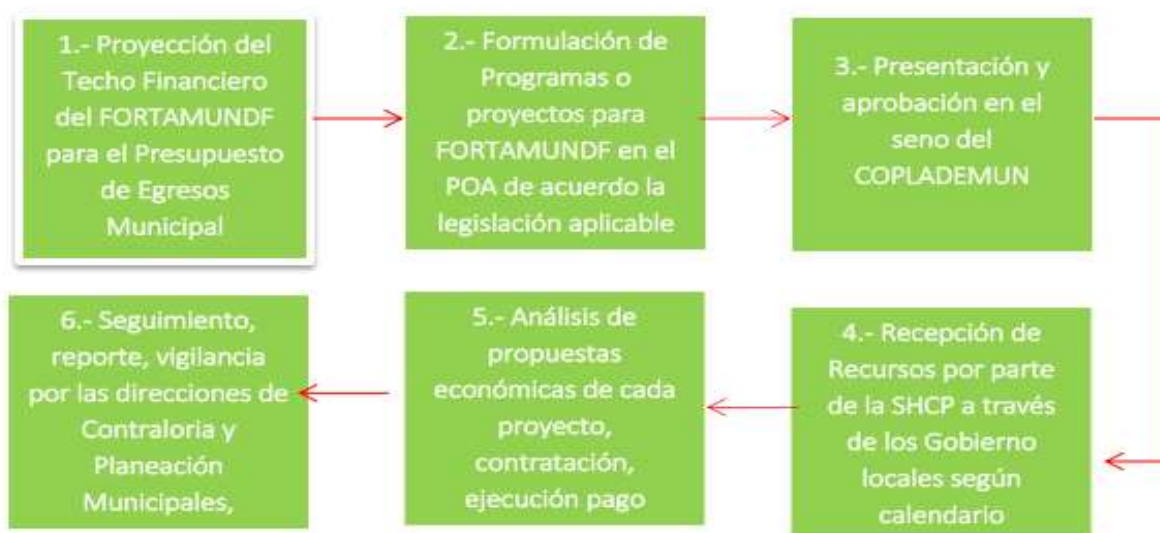 1.- Proyección del
Techo Financiero
del FORTAMUNDF
para el Presupuesto
de Egresos
Municipal
2.- Formulación de
Programas o
proyectos para
FORTAMUNDF en el
POA de acuerdo la
legislación aplicable
3.- Presentación y
aprobación en el
seno del
COPLADEMUN
4.- Recepción de
Recursos por parte
de la SHCP a través
de los Gobierno
locales según
calendario
5.- Análisis de
propuestas
económicas de cada
proyecto,
contratación,
ejecución pago
6.- Seguimiento,
reporte, vigilancia
por las direcciones de
Contraloria y
Planeación
Municipales,